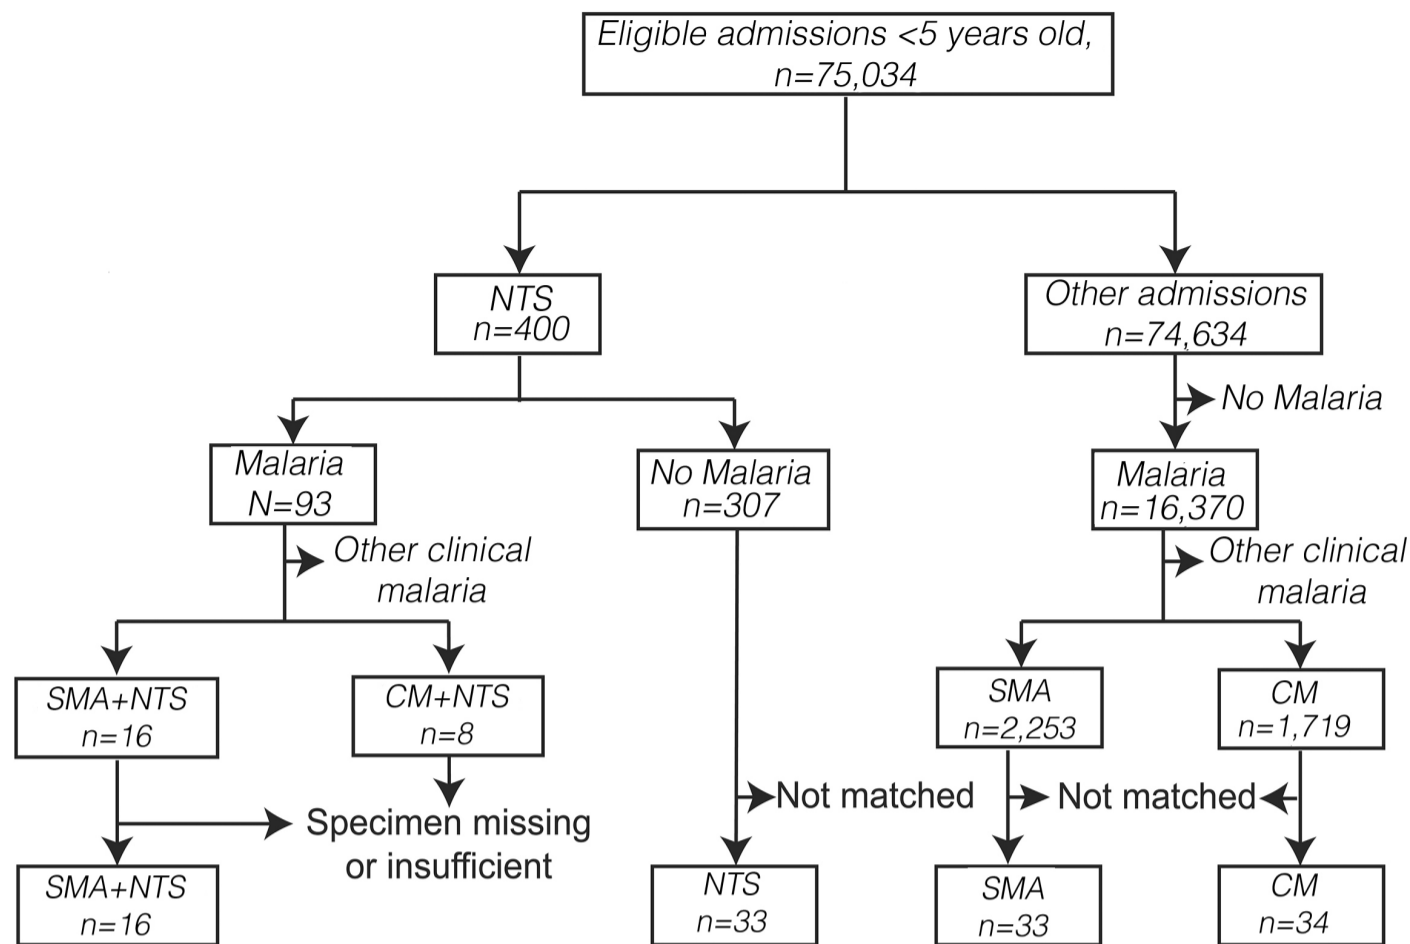 Eligible admissions <5 years old,
n=75,034
NTS
n=400
Other admissions
n=74,634
No Malaria
Malaria
N=93
No Malaria
n=307
Malaria
n=16,370
Other clinical
malaria
Other clinical
malaria
SMA+NTS
n=16
CM+NTS
n=8
SMA
n=2,253
CM
n=1,719
Not matched
Not matched
Specimen missing
or insufficient
SMA+NTS
n=16
NTS
n=33
SMA
n=33
CM
n=34